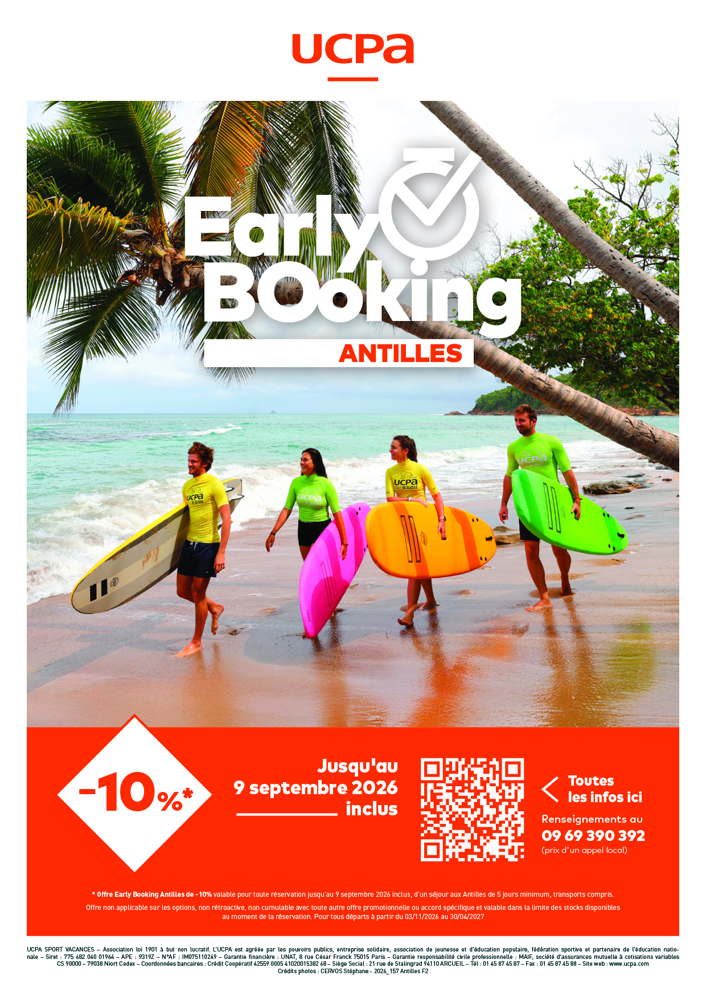 UCPA
Early
BOoking
ANTILLES
UCPA
ÉCOLE DE GLISSE
UCPA
ÉCOLE DE GLISSE
UCPA
ÉCOLE DE GLISSE
UCPA
-10%*
Jusqu'au
9 septembre 2026
inclus
Toutes
les infos ici
Renseignements au
09 69 390 392
(prix d'un appel local)
* Offre Early Booking Antilles de -10% valable pour toute réservation jusqu'au 9 septembre 2026 inclus, d'un séjour aux Antilles de 5 jours minimum, transports compris.
Offre non applicable sur les options, non rétroactive, non cumulable avec toute autre offre promotionnelle ou accord spécifique et valable dans la limite des stocks disponibles
au moment de la réservation. Pour tous départs à partir du 03/11/2026 au 30/04/2027
UCPA SPORT VACANCES – Association loi 1901 à but non lucratif. L'UCPA est agréée par les pouvoirs publics, entreprise solidaire, association de jeunesse et d'éducation populaire, fédération sportive et partenaire de l'éducation natio-
nale – Siret : 775 682 040 01964 – APE : 9319Z – N°AF : IM075110249 – Garantie financière : UNAT, 8 rue César Franck 75015 Paris – Garantie responsabilité civile professionnelle : MAIF, société d'assurances mutuelle à cotisations variables
CS 90000 – 79038 Niort Cedex – Coordonnées bancaires : Crédit Coopératif 42559 0005 41020015382 68 – Siège Social : 21 rue de Stalingrad 94110 ARCUEIL – Tél : 01 45 87 45 87 – Fax : 01 45 87 45 88 – Site web : www.ucpa.com
Crédits photos : CERVOS Stéphane - 2026_157 Antilles F2